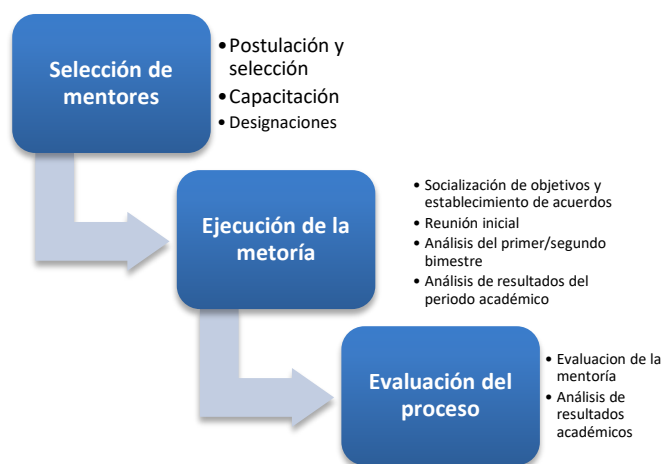 Selección de
mentores
• Postulación y
selección
• Capacitación
• Designaciones
Ejecución de la
metoría
• Socialización de objetivos y
establecimiento de acuerdos
• Reunión inicial
• Análisis del primer/segundo
bimestre
• Análisis de resultados del
periodo académico
Evaluación del
proceso
• Evaluacion de la
mentoría
• Análisis de
resultados
académicos